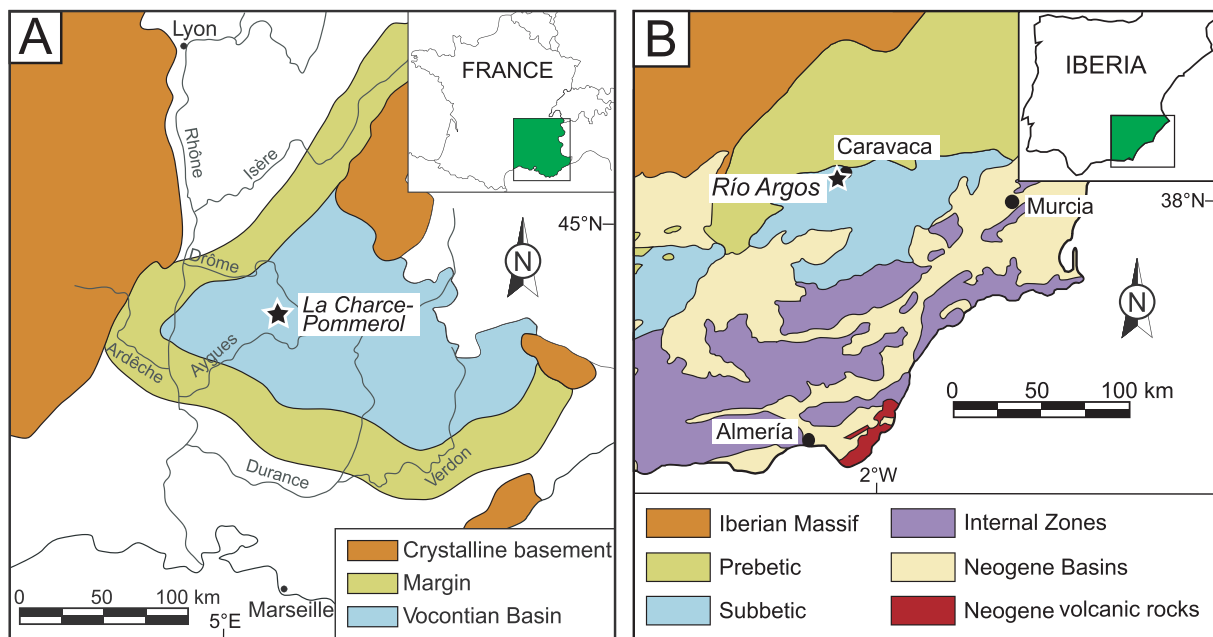 A
Lyon
FRANCE
Rhône
Isère
45°N
N
Drôme
La Charce-
Pommerol
Ardêche
Aygues
Durance
Verdon
Marseille
0 50 100 km
5°E
Crystalline basement
Margin
Vocontian Basin
B
IBERIA
Caravaca
Río Argos
Murcia
38°N
N
0 50 100 km
Almería
2°W
Iberian Massif
Prebetic
Subbetic
Internal Zones
Neogene Basins
Neogene volcanic rocks